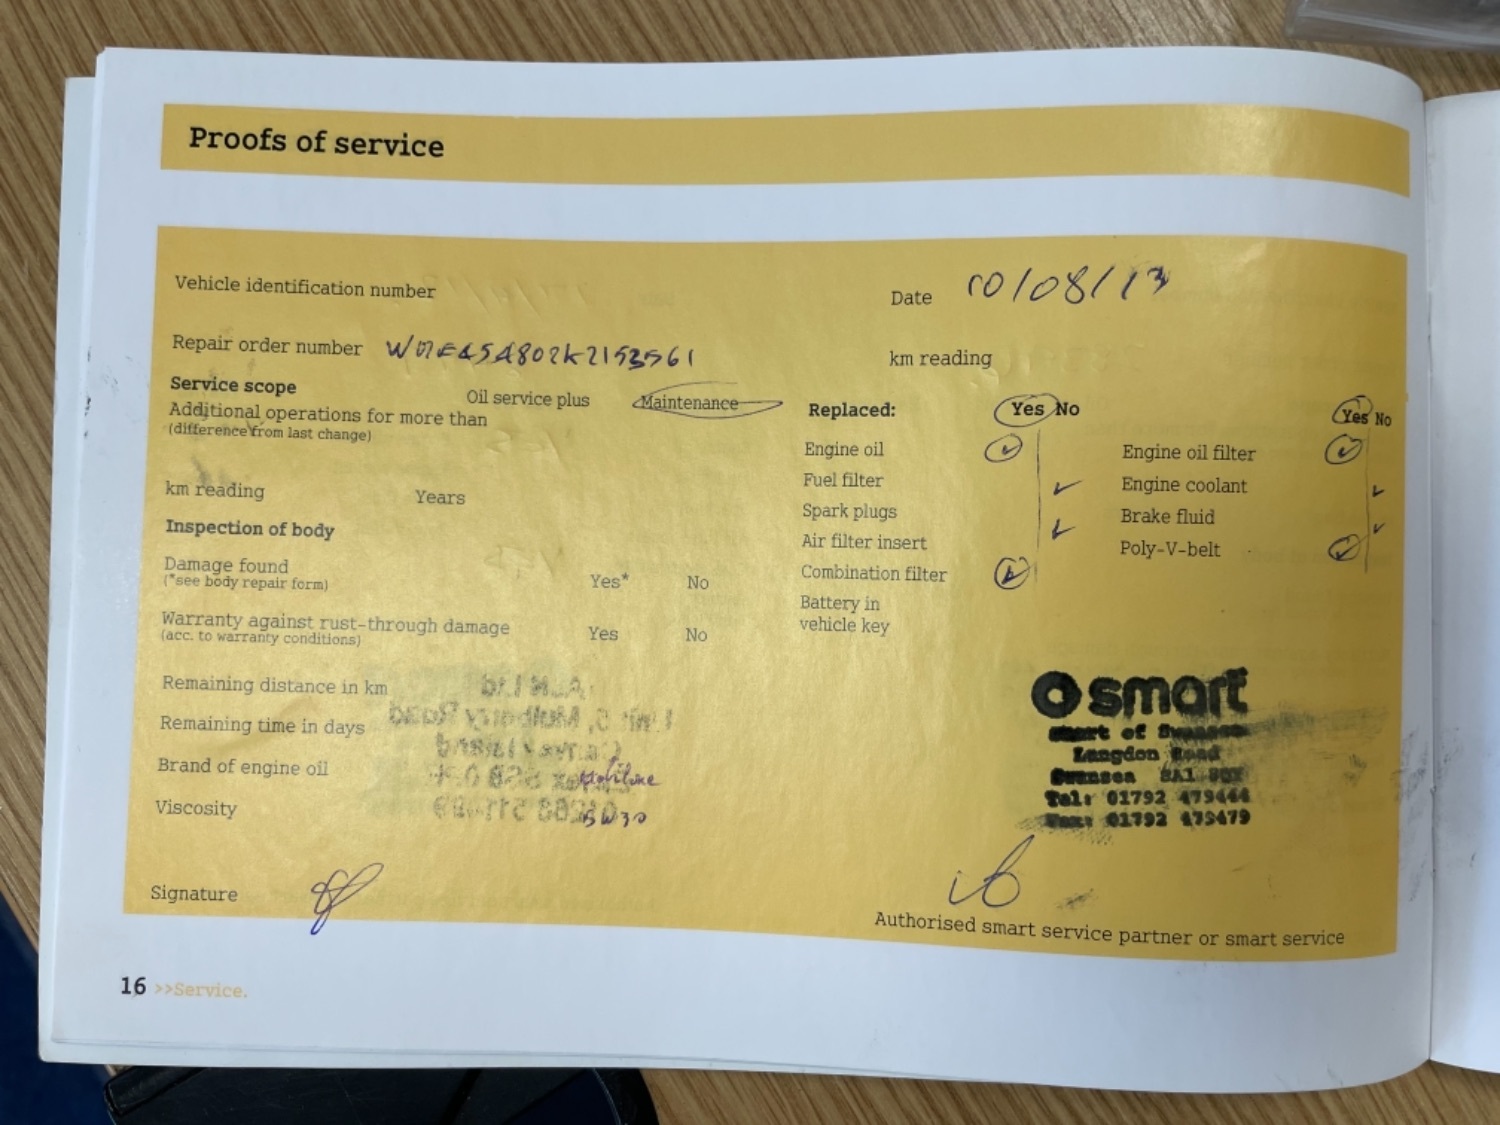 Proofs of service
Vehicle identification number
Date 10/08/13
Repair order number
km reading
Service scope
Oil service plus Maintenance
Additional operations for more than
(difference from last change)
km reading Years
Inspection of body
Damage found
(*see body repair form) Yes* No
Warranty against rust-through damage
(acc. to warranty conditions) Yes No
Remaining distance in km
Remaining time in days
Brand of engine oil
Viscosity 5W30
Signature
Replaced: Yes No
Yes No
Engine oil
Engine oil filter
Fuel filter
Engine coolant
Spark plugs
Brake fluid
Air filter insert
Poly-V-belt
Combination filter
Battery in
vehicle key
smart
smart of Swansea
Langdon Road
Swansea SA1
Tel: 01792 479444
Fax: 01792 479479
Authorised smart service partner or smart service
16 >>Service.